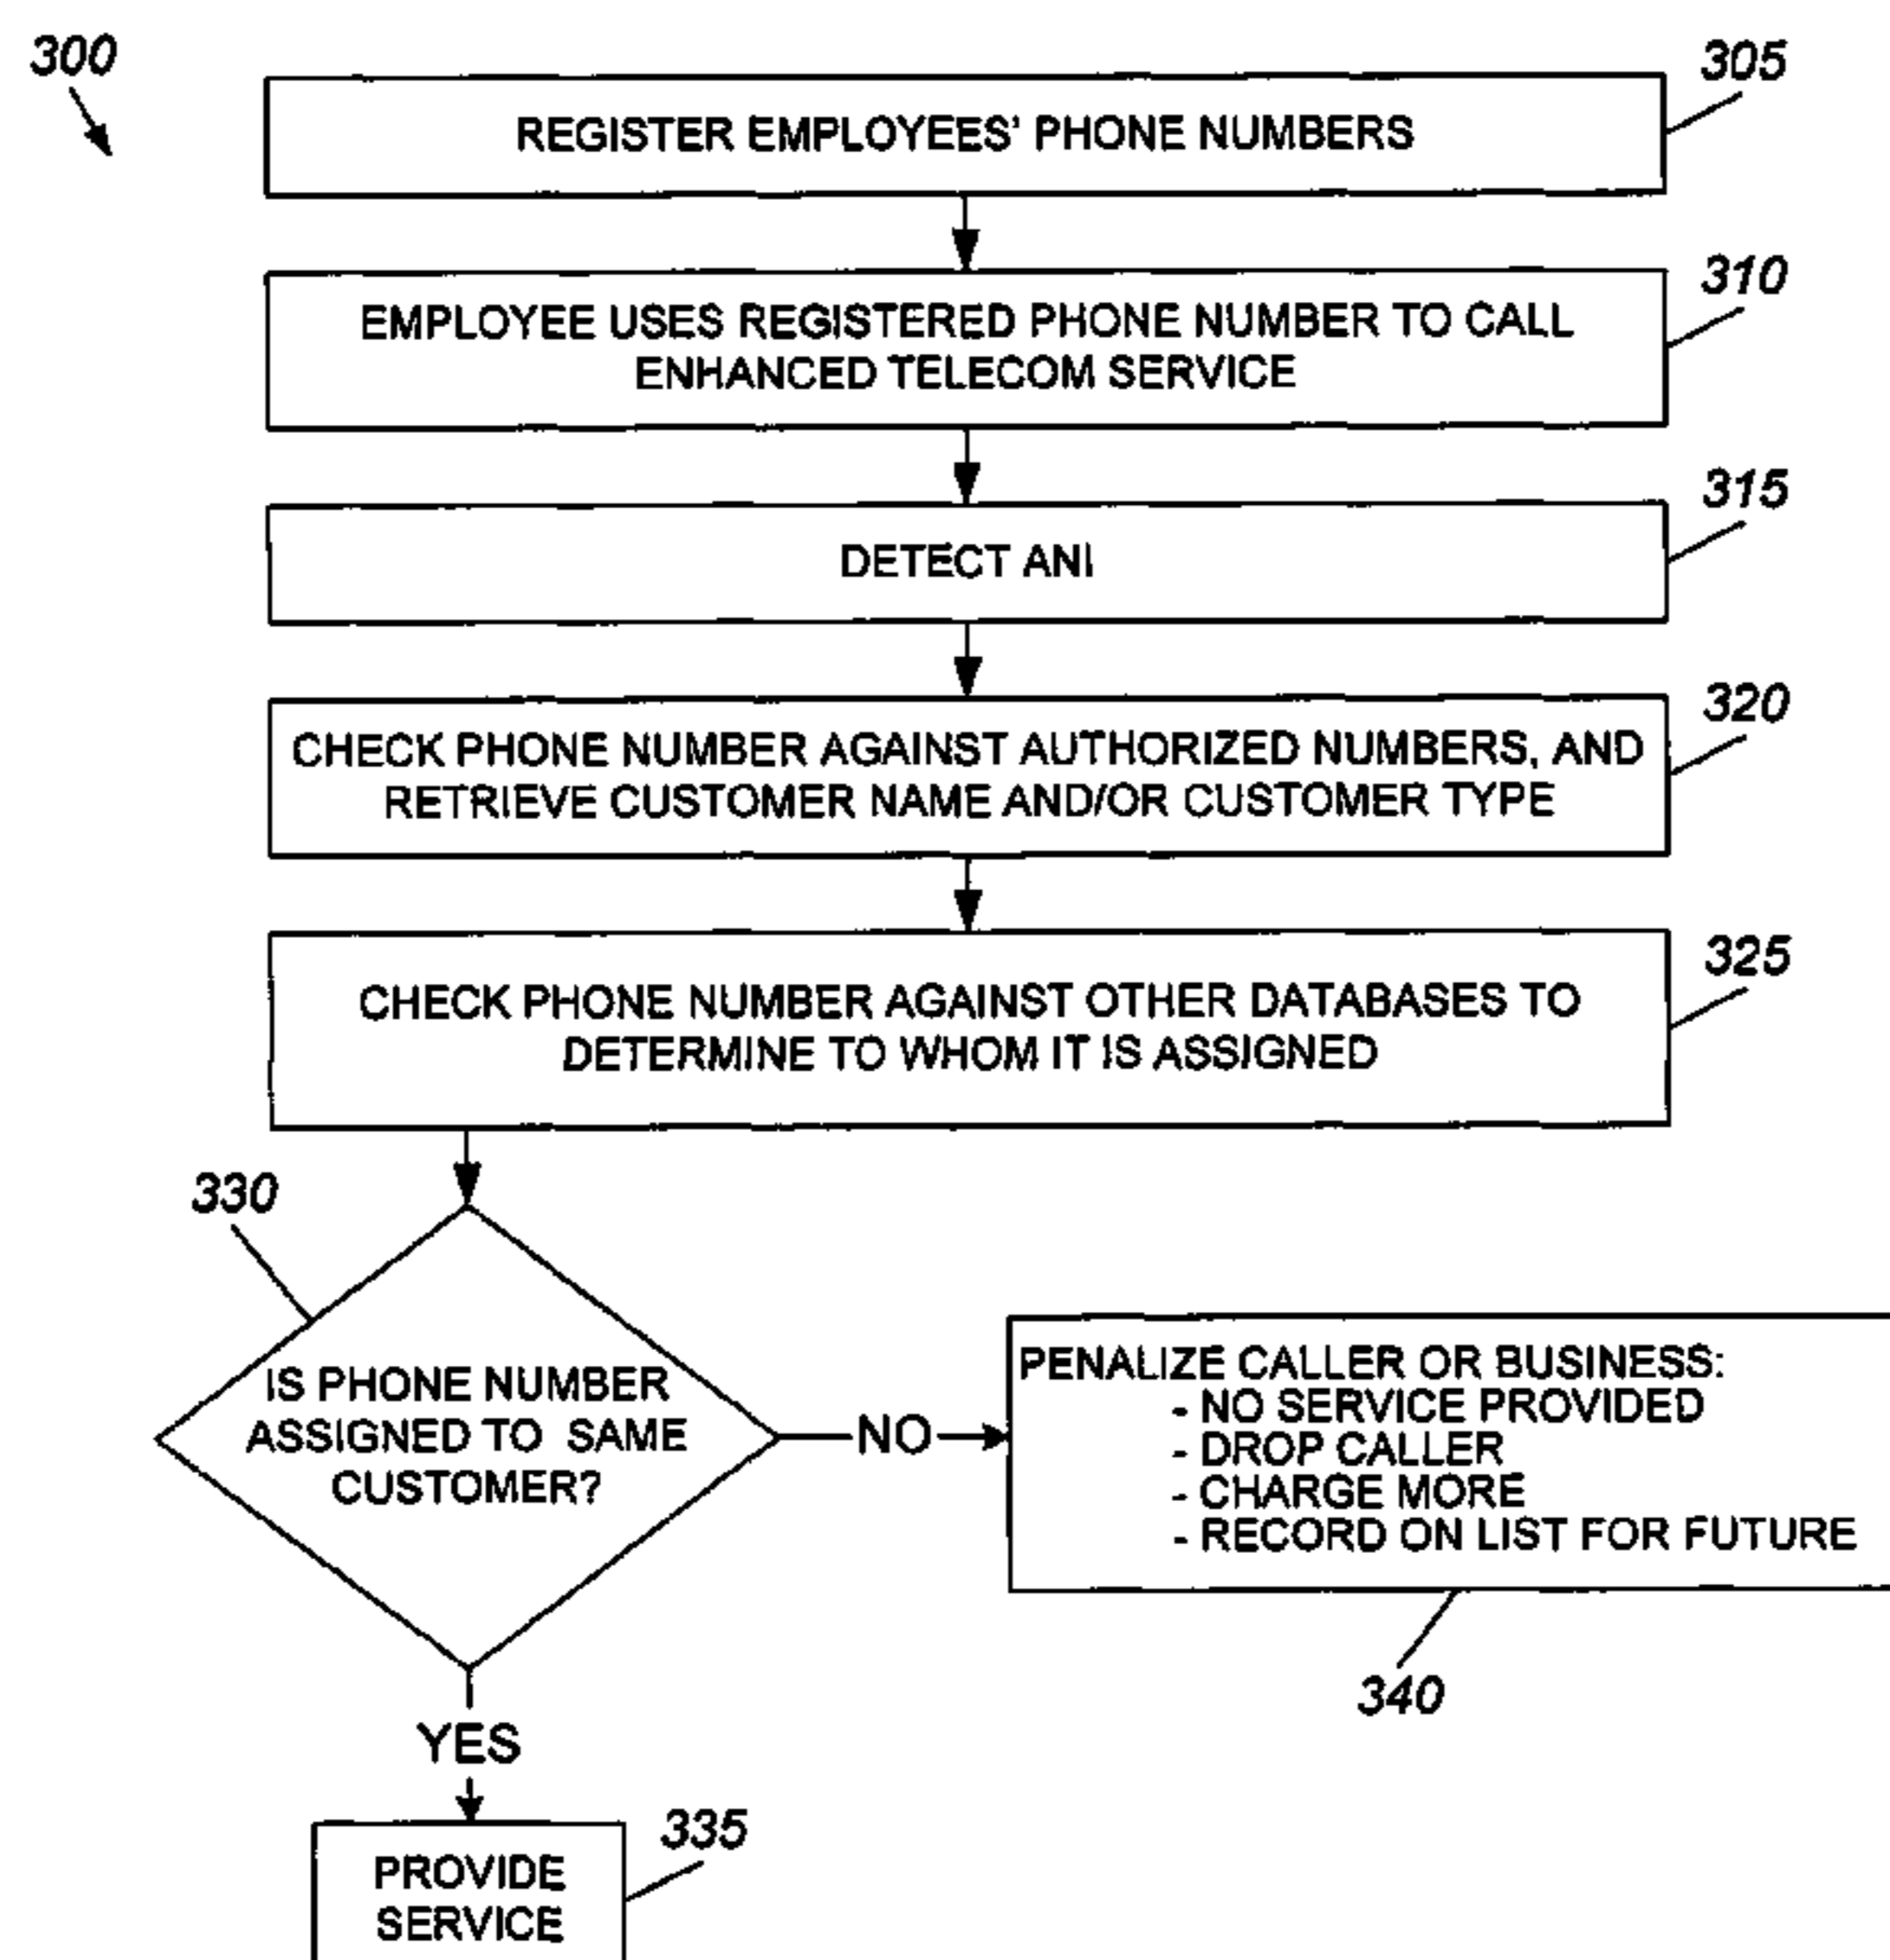 300
305
REGISTER EMPLOYEES' PHONE NUMBERS
310
EMPLOYEE USES REGISTERED PHONE NUMBER TO CALL
ENHANCED TELECOM SERVICE
315
DETECT ANI
320
CHECK PHONE NUMBER AGAINST AUTHORIZED NUMBERS, AND
RETRIEVE CUSTOMER NAME AND/OR CUSTOMER TYPE
325
CHECK PHONE NUMBER AGAINST OTHER DATABASES TO
DETERMINE TO WHOM IT IS ASSIGNED
330
IS PHONE NUMBER
ASSIGNED TO SAME
CUSTOMER?
NO
PENALIZE CALLER OR BUSINESS:
- NO SERVICE PROVIDED
- DROP CALLER
- CHARGE MORE
- RECORD ON LIST FOR FUTURE
340
YES
335
PROVIDE
SERVICE